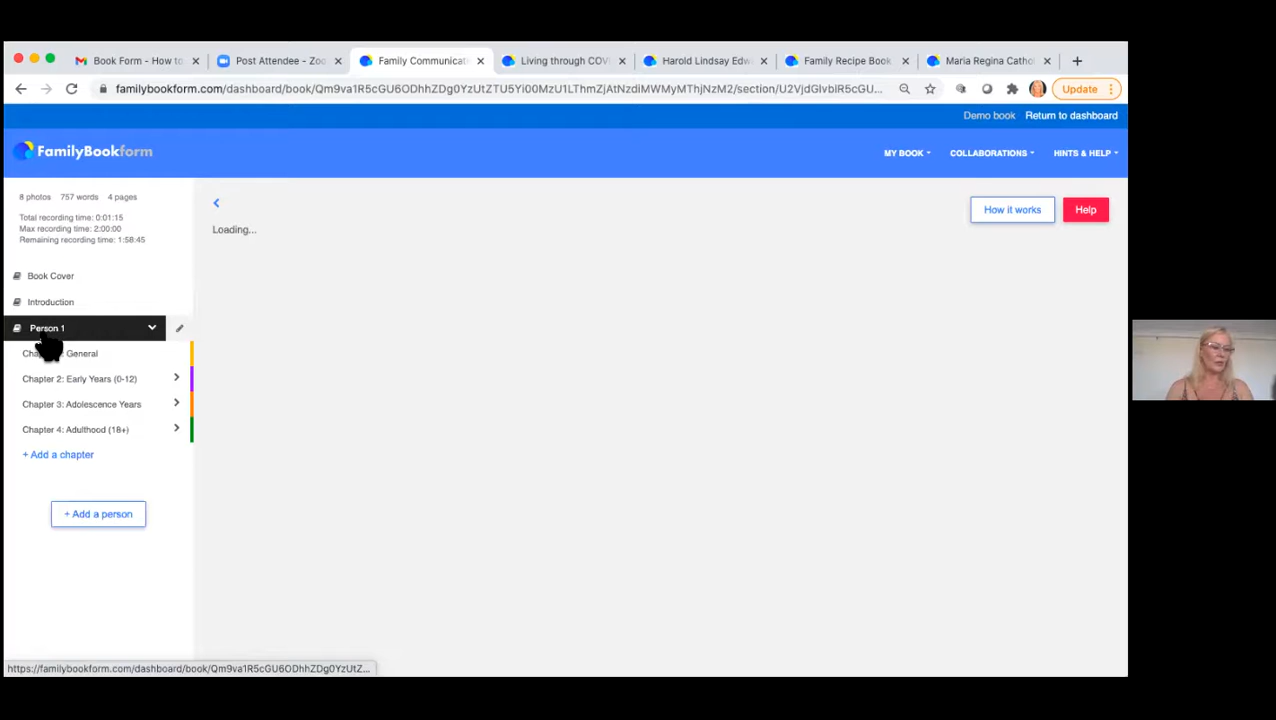 Book Form - How to
Post Attendee - Zoo
Family Communicat
Living through COVI
Harold Lindsay Edw
Family Recipe Book
Maria Regina Catho
familybookform.com/dashboard/book/Qm9va1R5cGU6ODhhZDg0YzUtZTU5Yi00MzU1LThmZjAtNzdiMWMyMThjNzM2/section/U2VjdGlvblR5cGU...
Update
Demo book
Return to dashboard
FamilyBookform
MY BOOK
COLLABORATIONS
HINTS & HELP
8 photos 757 words 4 pages
Total recording time: 0:01:15
Max recording time: 2:00:00
Remaining recording time: 1:58:45
How it works
Help
Loading...
Book Cover
Introduction
Person 1
General
Chapter 2: Early Years (0-12)
Chapter 3: Adolescence Years
Chapter 4: Adulthood (18+)
+ Add a chapter
+ Add a person
https://familybookform.com/dashboard/book/Qm9va1R5cGU6ODhhZDg0YzUtZ...